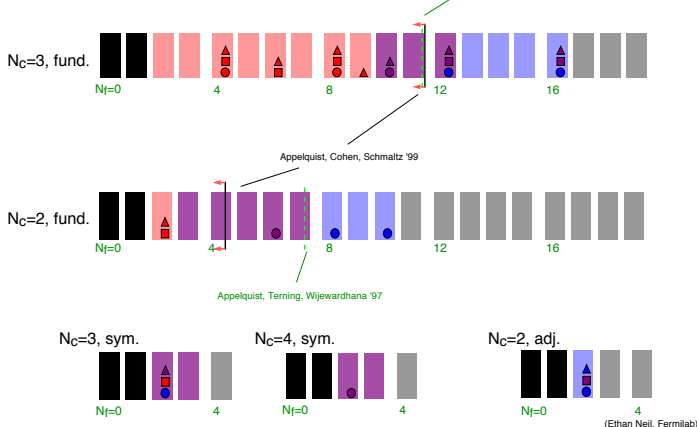 Nc=3, fund.
Nf=0 4 8 12 16
Appelquist, Cohen, Schmaltz '99
Nc=2, fund.
Nf=0 4 8 12 16
Appelquist, Terning, Wijewardhana '97
Nc=3, sym. Nc=4, sym. Nc=2, adj.
Nf=0 4 Nf=0 4 Nf=0 4
(Ethan Neil, Fermilab)